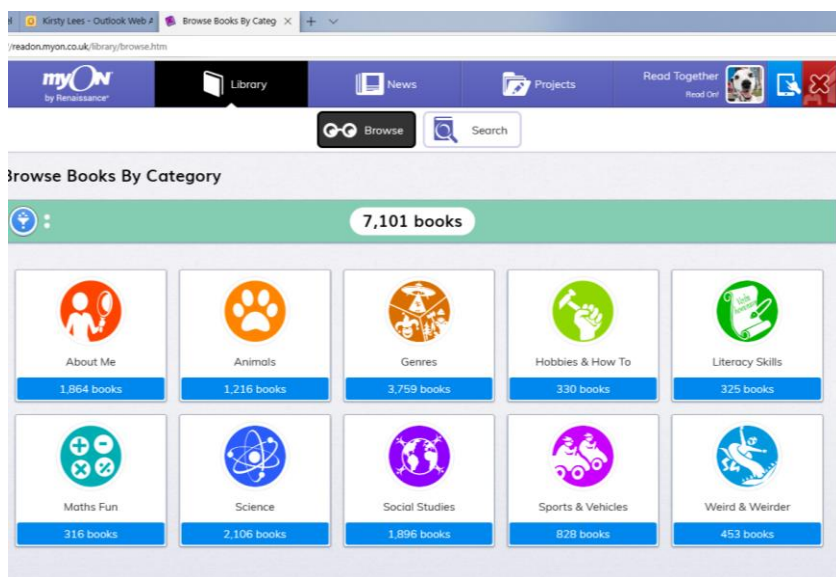 Kirsty Lees - Outlook Web A
Browse Books By Categ
/readon.myon.co.uk/library/browse.htm
myON
by Renaissance
Library
News
Projects
Read Together
Read On!
Browse
Search
Browse Books By Category
7,101 books
About Me
Animals
Genres
Hobbies & How To
Literacy Skills
1,864 books
1,216 books
3,759 books
330 books
325 books
Maths Fun
Science
Social Studies
Sports & Vehicles
Weird & Weirder
316 books
2,106 books
1,896 books
828 books
453 books